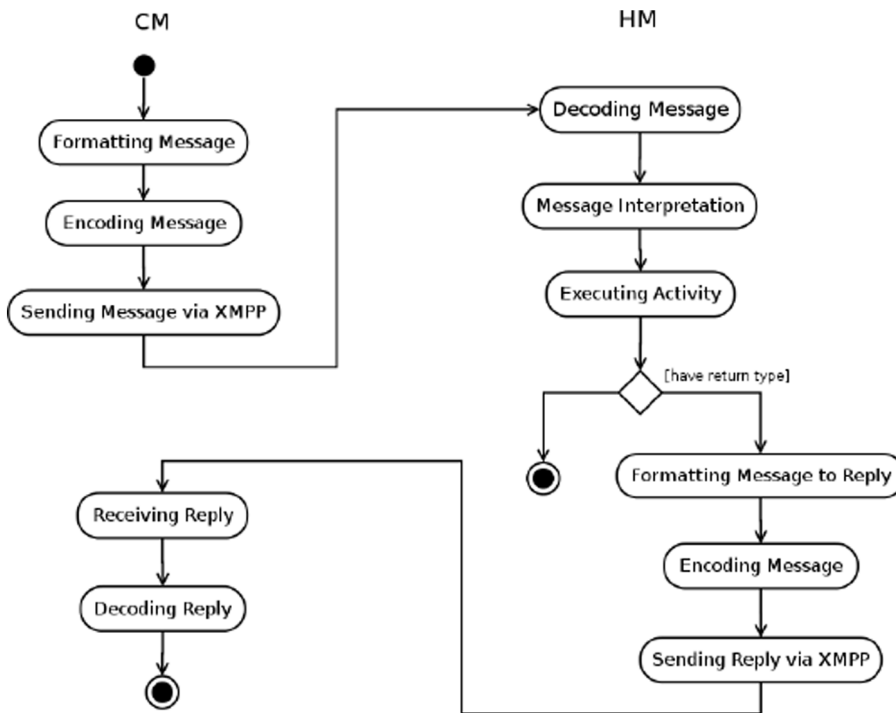 CM
HM
Formatting Message
Encoding Message
Sending Message via XMPP
Decoding Message
Message Interpretation
Executing Activity
[have return type]
Formatting Message to Reply
Encoding Message
Sending Reply via XMPP
Receiving Reply
Decoding Reply